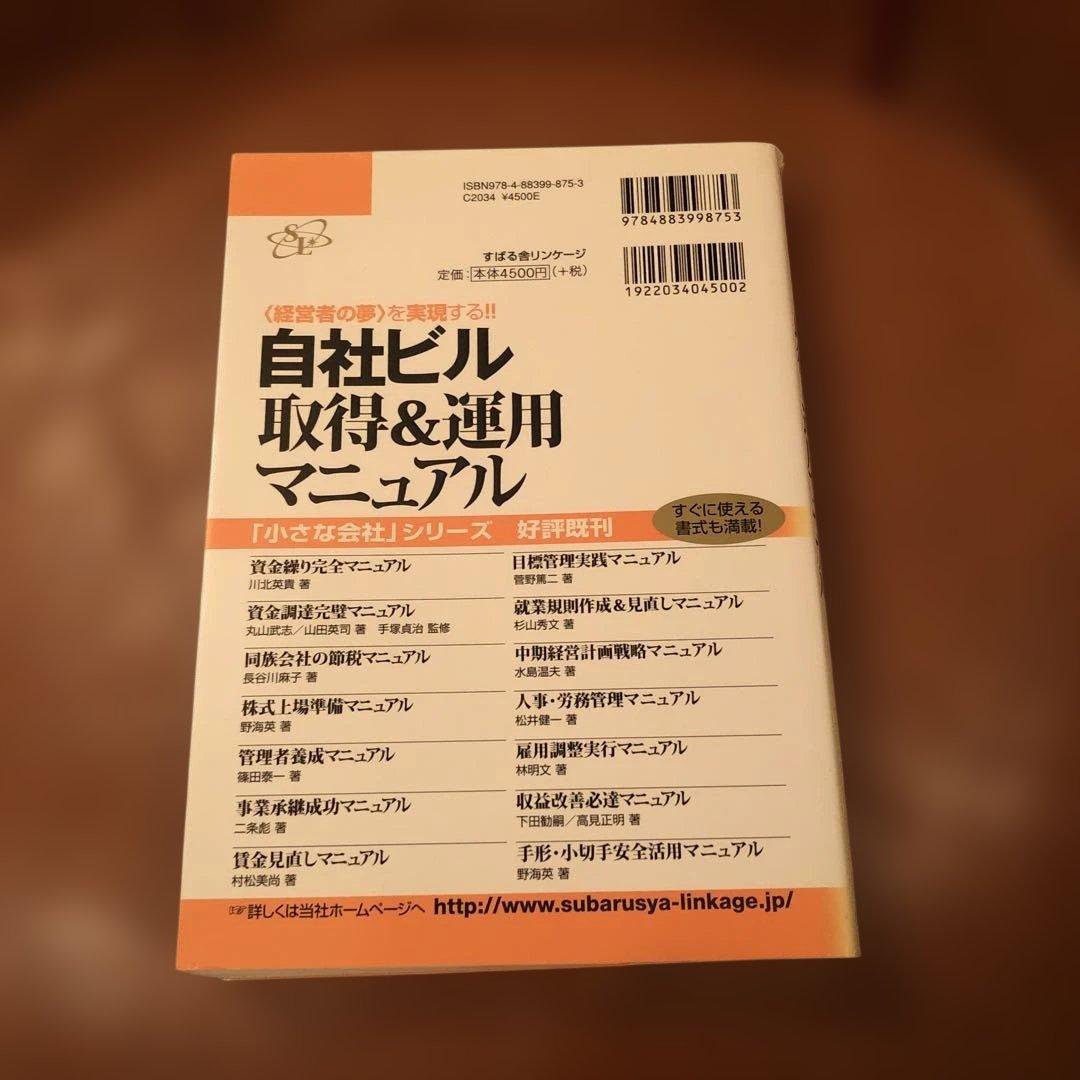 ISBN978-4-88399-875-3
C2034 ¥4500E
9784883998753
SL
すばる舎リンケージ
定価:本体4500円(+税)
1922034045002
〈経営者の夢〉を実現する!!
自社ビル
取得&運用
マニュアル
「小さな会社」シリーズ 好評既刊
すぐに使える
書式も満載!
資金繰り完全マニュアル
川北英貴 著
資金調達完璧マニュアル
丸山武志/山田英司 著 手塚貞治 監修
同族会社の節税マニュアル
長谷川麻子 著
株式上場準備マニュアル
野海英 著
管理者養成マニュアル
篠田泰一 著
事業承継成功マニュアル
二条彪 著
賃金見直しマニュアル
村松美尚 著
目標管理実践マニュアル
菅野篤二 著
就業規則作成&見直しマニュアル
杉山秀文 著
中期経営計画戦略マニュアル
水島温夫 著
人事・労務管理マニュアル
松井健一 著
雇用調整実行マニュアル
林明文 著
収益改善必達マニュアル
下田勧嗣/高見正明 著
手形・小切手安全活用マニュアル
野海英 著
☞詳しくは当社ホームページへ http://www.subarusya-linkage.jp/